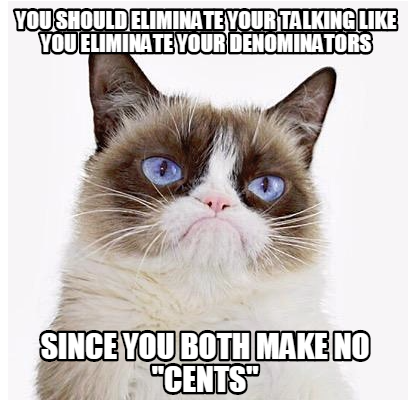 YOU SHOULD ELIMINATE YOUR TALKING LIKE
YOU ELIMINATE YOUR DENOMINATORS
SINCE YOU BOTH MAKE NO
"CENTS"